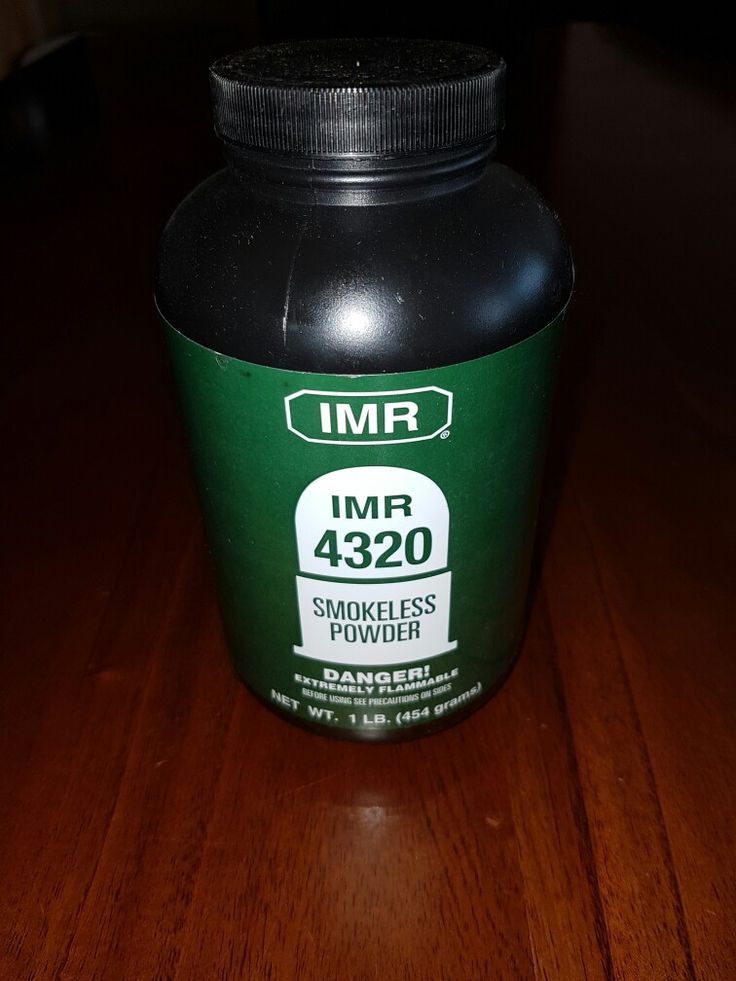 IMR®
IMR
4320
SMOKELESS
POWDER
DANGER!
EXTREMELY FLAMMABLE
BEFORE USING SEE PRECAUTIONS ON SIDES
NET WT. 1 LB. (454 grams)